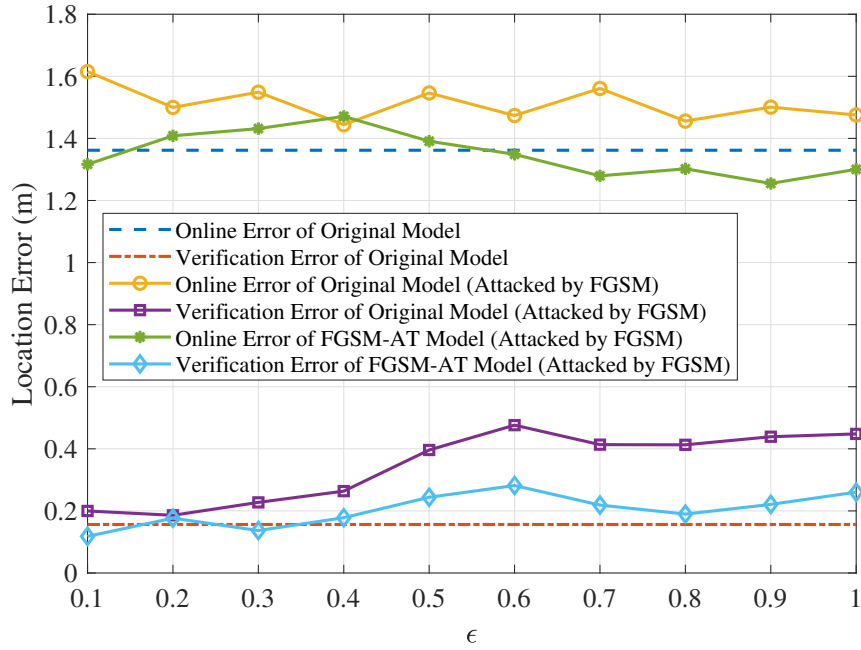 1.8
1.6
1.4
1.2
1
0.8
0.6
0.4
0.2
0
Location Error (m)
Online Error of Original Model
Verification Error of Original Model
Online Error of Original Model (Attacked by FGSM)
Verification Error of Original Model (Attacked by FGSM)
Online Error of FGSM-AT Model (Attacked by FGSM)
Verification Error of FGSM-AT Model (Attacked by FGSM)
0.1 0.2 0.3 0.4 0.5 0.6 0.7 0.8 0.9 1
ϵ